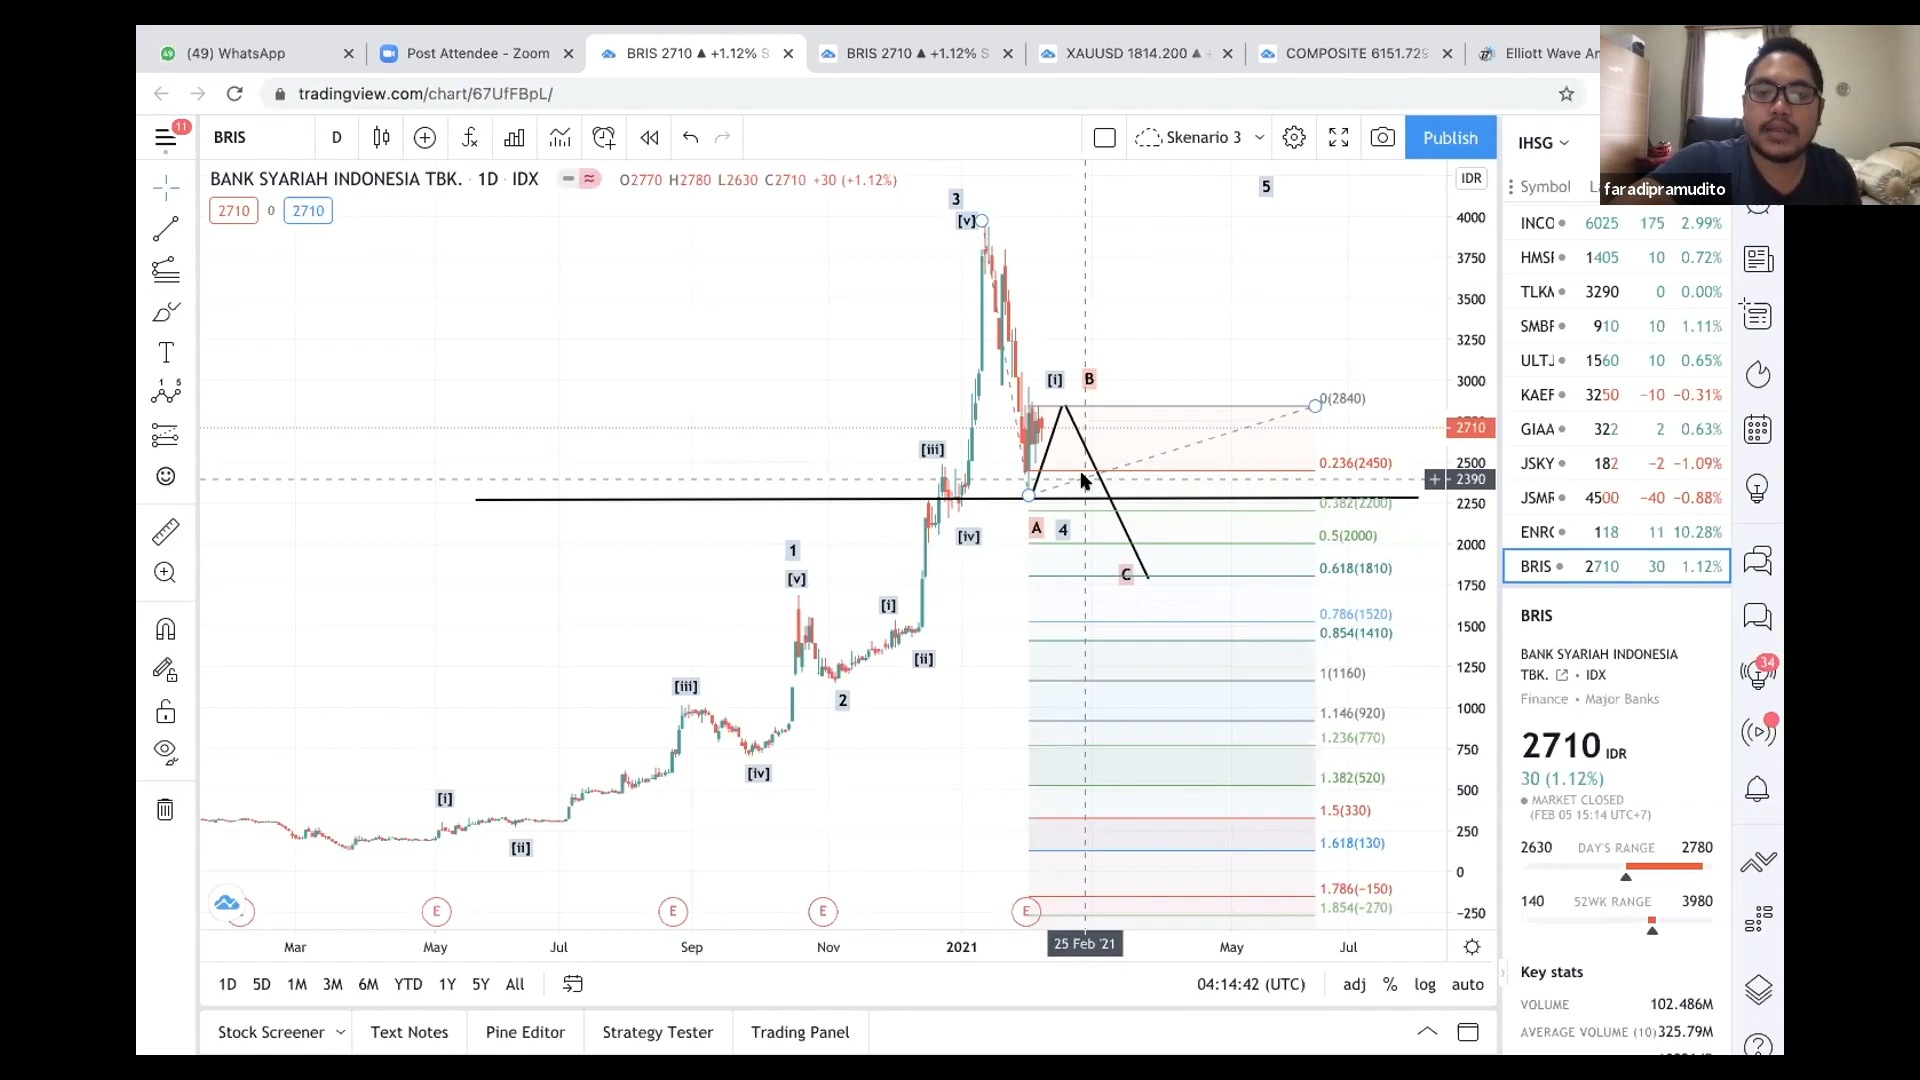 (49) WhatsApp
Post Attendee - Zoom
BRIS 2710 ▲ +1.12% S
BRIS 2710 ▲ +1.12% S
XAUUSD 1814.200 ▲
COMPOSITE 6151.729
Elliott Wave Ar
tradingview.com/chart/67UfFBpL/
faradipramudito
11
BRIS
D
Skenario 3
Publish
IHSG
BANK SYARIAH INDONESIA TBK. · 1D · IDX
O2770 H2780 L2630 C2710 +30 (+1.12%)
IDR
2710 0 2710
Symbol
INCO 6025 175 2.99%
HMSF 1405 10 0.72%
TLKM 3290 0 0.00%
SMBF 910 10 1.11%
ULTJ 1560 10 0.65%
KAEF 3250 −10 −0.31%
GIAA 322 2 0.63%
JSKY 182 −2 −1.09%
JSMR 4500 −40 −0.88%
ENRG 118 11 10.28%
BRIS 2710 30 1.12%
5
3
[v]
[i]
B
[iii]
A
4
[iv]
1
[v]
C
[i]
[ii]
2
[iii]
[iv]
[i]
[ii]
0(2840)
0.236(2450)
0.382(2200)
0.5(2000)
0.618(1810)
0.786(1520)
0.854(1410)
1(1160)
1.146(920)
1.236(770)
1.382(520)
1.5(330)
1.618(130)
1.786(−150)
1.854(−270)
4000
3750
3500
3250
3000
2710
2500
2390
2250
2000
1750
1500
1250
1000
750
500
250
0
−250
E
E
E
E
Mar
May
Jul
Sep
Nov
2021
25 Feb '21
May
Jul
1D 5D 1M 3M 6M YTD 1Y 5Y All
04:14:42 (UTC)
adj % log auto
Stock Screener
Text Notes
Pine Editor
Strategy Tester
Trading Panel
BRIS
BANK SYARIAH INDONESIA
TBK. • IDX
Finance • Major Banks
2710 IDR
30 (1.12%)
MARKET CLOSED
(FEB 05 15:14 UTC+7)
2630 DAY'S RANGE 2780
140 52WK RANGE 3980
Key stats
VOLUME 102.486M
AVERAGE VOLUME (10) 325.79M
34